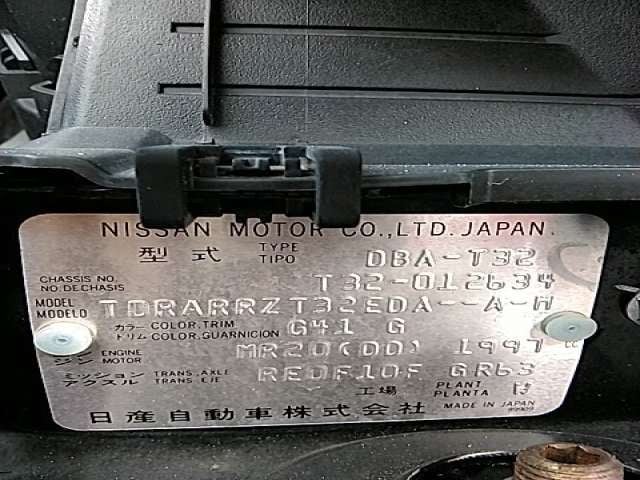 NISSAN MOTOR CO., LTD. JAPAN.
型式 TYPE TIPO DBA-T32
CHASSIS NO. NO. DECHASIS T32-012634
MODEL MODELO TDRARRZT32EDA--A-H
カラー トリム COLOR, TRIM COLOR, GUARNICION G41 G
エンジン ENGINE MOTOR MR20(DD) 1997
ミッション アクスル TRANS, AXLE TRANS, EJE RE0F10F GR63
工場 PLANT PLANTA
日産自動車株式会社 MADE IN JAPAN